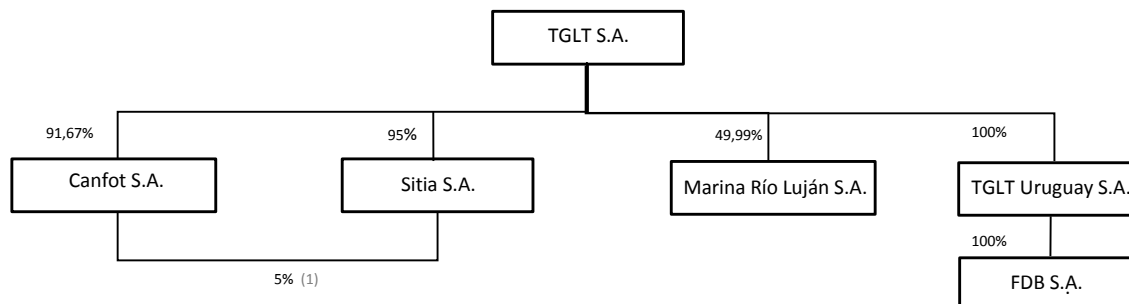 TGLT S.A.
91,67%
95%
49,99%
100%
Canfot S.A.
Sitia S.A.
Marina Río Luján S.A.
TGLT Uruguay S.A.
100%
5% (1)
FDB S.A.